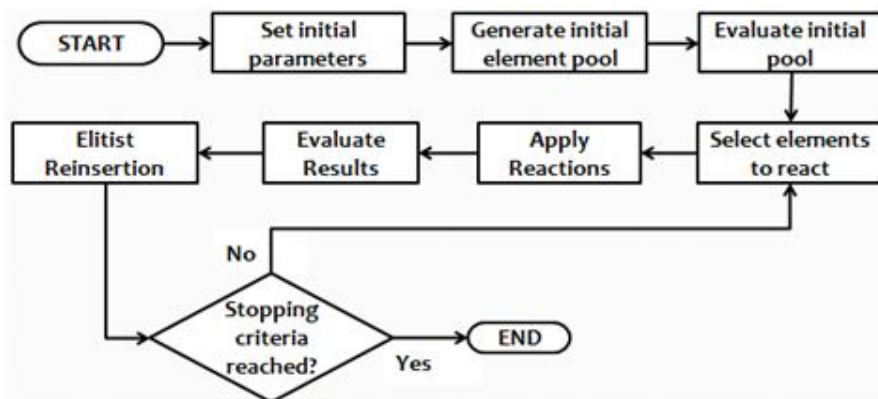 START
Set initial
parameters
Generate initial
element pool
Evaluate initial
pool
Elitist
Reinsertion
Evaluate
Results
Apply
Reactions
Select elements
to react
No
Stopping
criteria
reached?
Yes
END